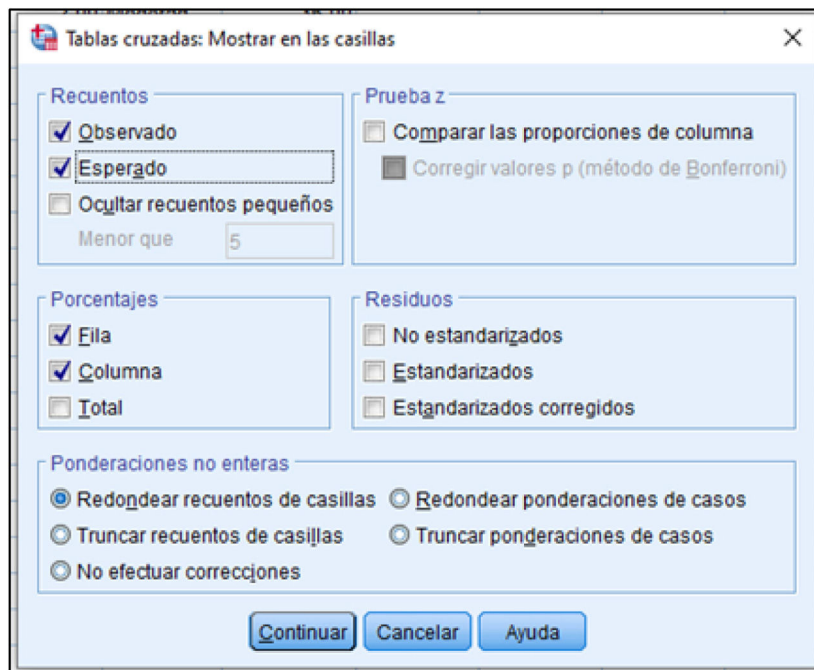 Tablas cruzadas: Mostrar en las casillas
Recuentos
Observado
Esperado
Ocultar recuentos pequeños
Menor que 5
Prueba z
Comparar las proporciones de columna
Corregir valores p (método de Bonferroni)
Porcentajes
Fila
Columna
Total
Residuos
No estandarizados
Estandarizados
Estandarizados corregidos
Ponderaciones no enteras
Redondear recuentos de casillas Redondear ponderaciones de casos
Truncar recuentos de casillas Truncar ponderaciones de casos
No efectuar correcciones
Continuar Cancelar Ayuda